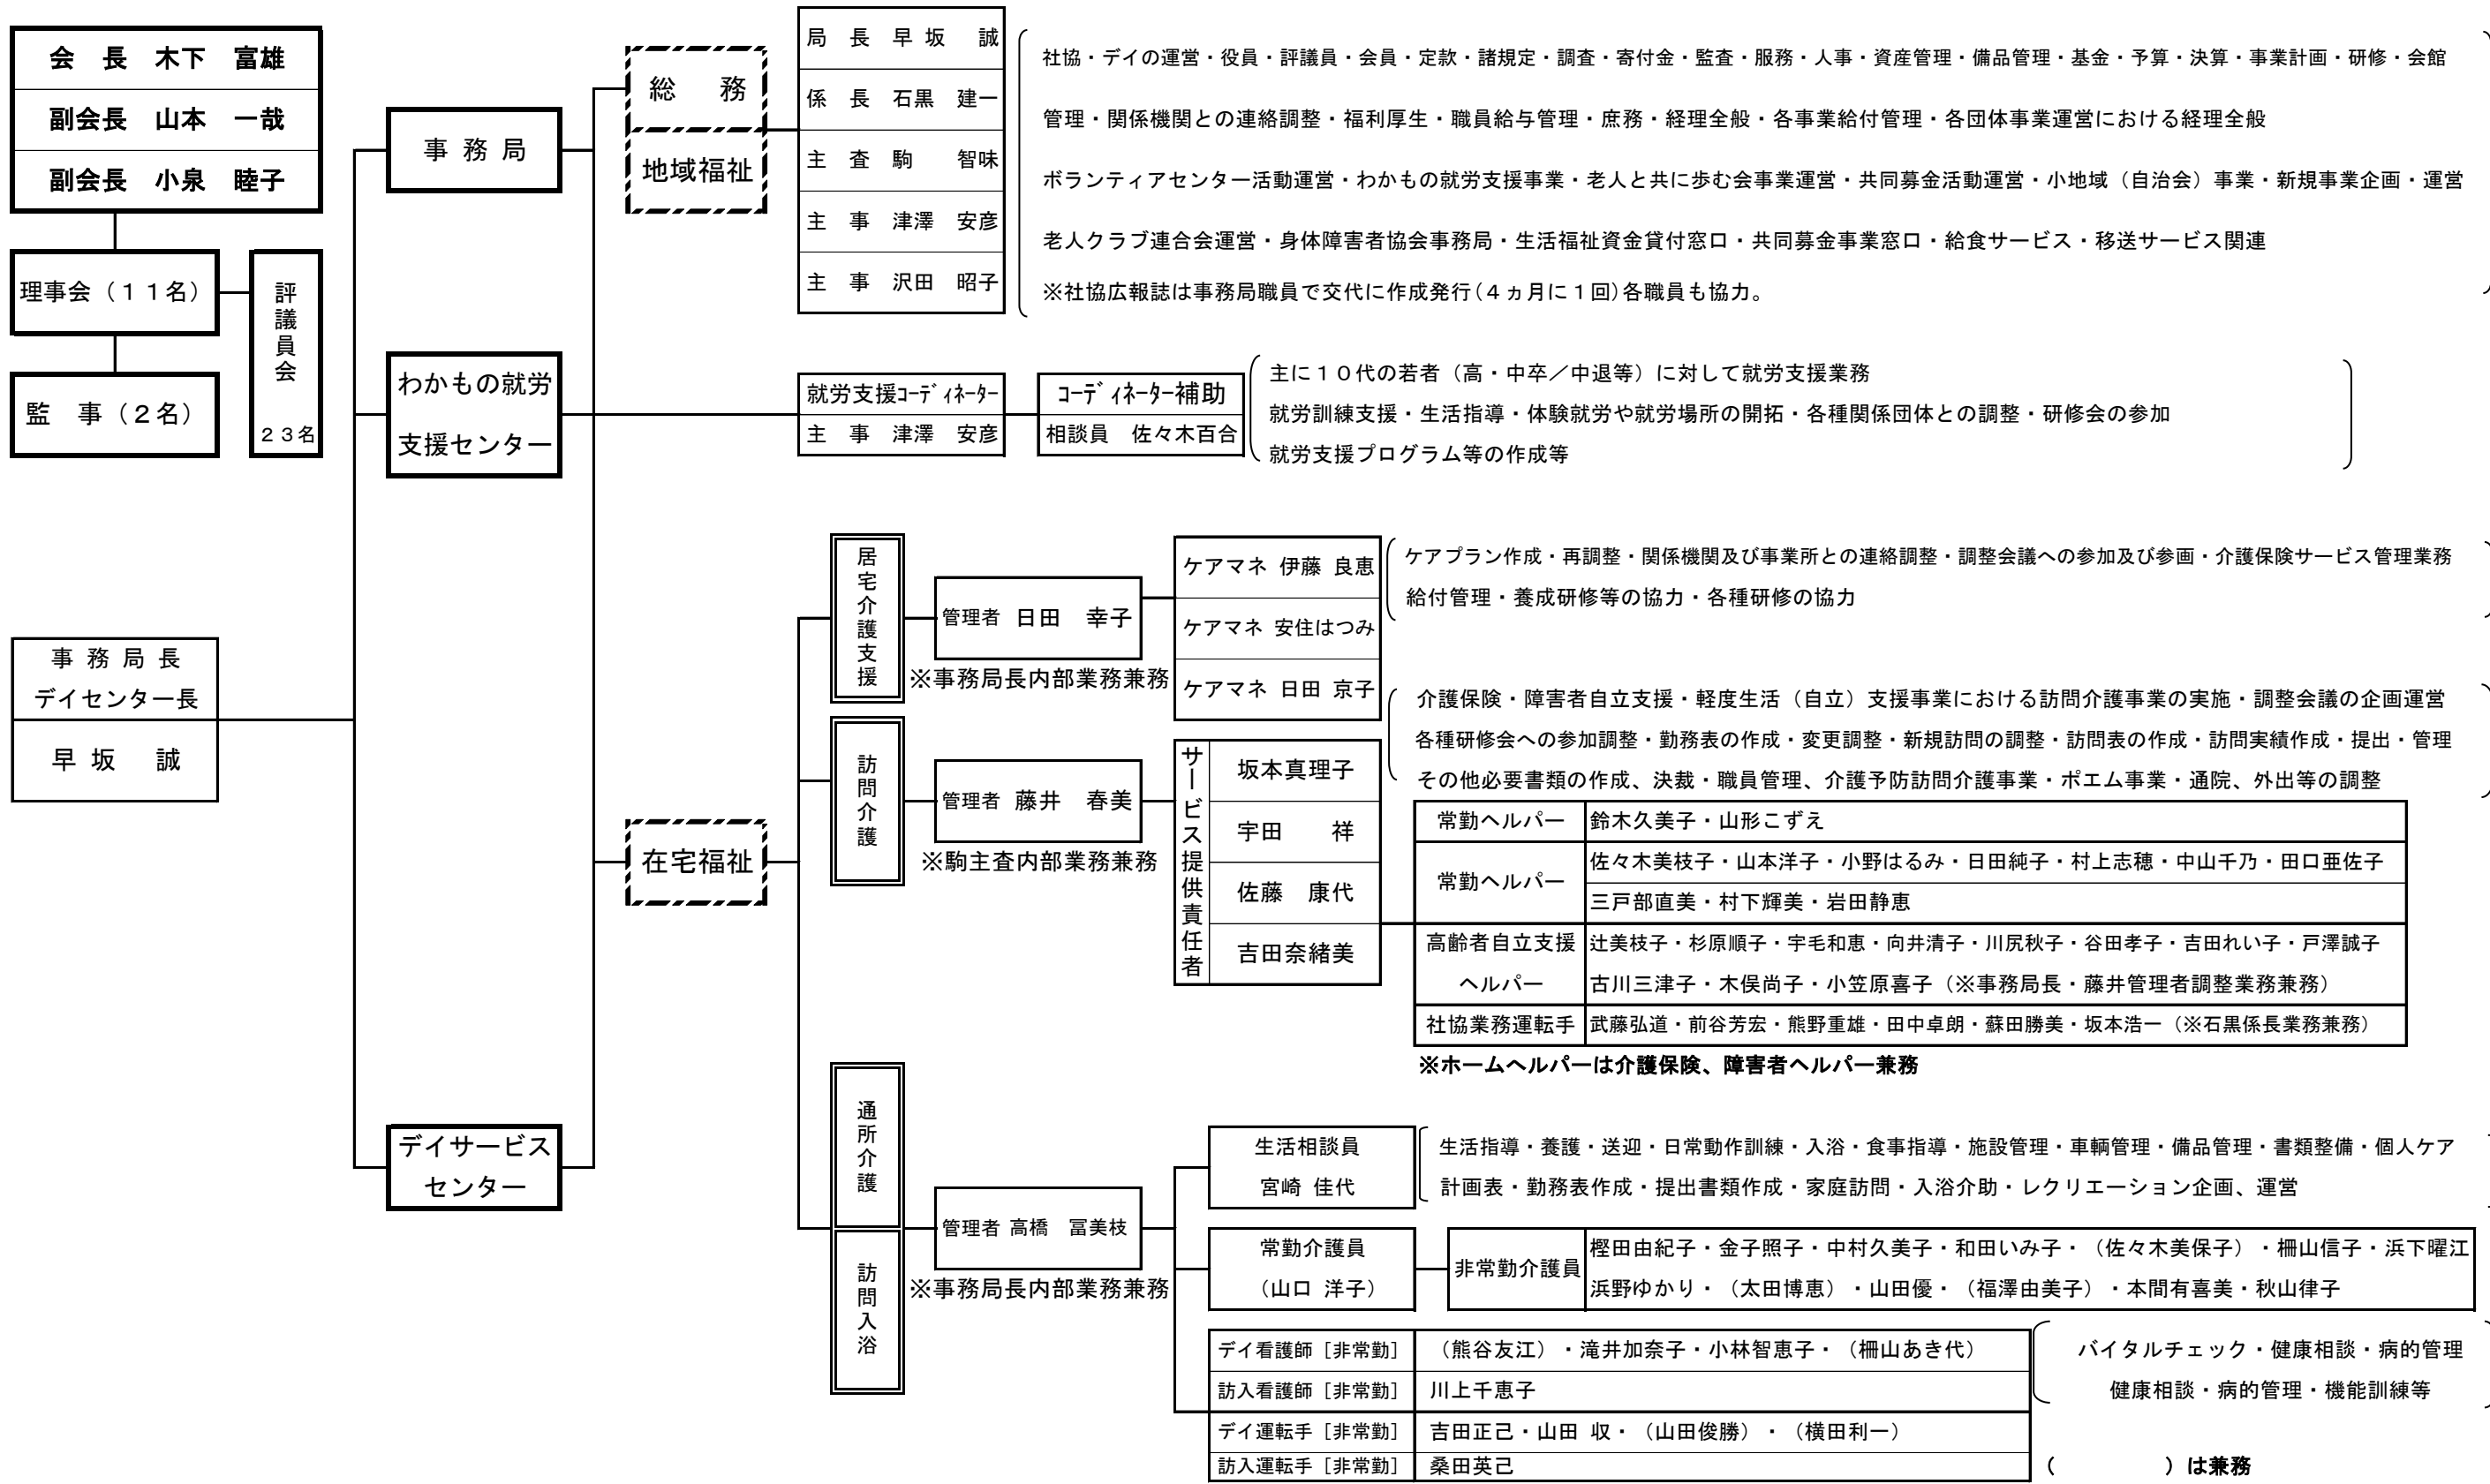 会　長　木下　富雄
副会長　山本　一哉
副会長　小泉　睦子
理事会（１１名）
評議員会　２３名
監　事（２名）
事 務 局 長
デイセンター長
早 坂　　誠
事 務 局
わかもの就労
支援センター
デイサービス
センター
総　務
地域福祉
局　長　早 坂　　誠
係　長　石黒　建一
主　査　駒　　智味
主　事　津澤　安彦
主　事　沢田　昭子
社協・デイの運営・役員・評議員・会員・定款・諸規定・調査・寄付金・監査・服務・人事・資産管理・備品管理・基金・予算・決算・事業計画・研修・会館
管理・関係機関との連絡調整・福利厚生・職員給与管理・庶務・経理全般・各事業給付管理・各団体事業運営における経理全般
ボランティアセンター活動運営・わかもの就労支援事業・老人と共に歩む会事業運営・共同募金活動運営・小地域（自治会）事業・新規事業企画・運営
老人クラブ連合会運営・身体障害者協会事務局・生活福祉資金貸付窓口・共同募金事業窓口・給食サービス・移送サービス関連
※社協広報誌は事務局職員で交代に作成発行(４ヵ月に１回)各職員も協力。
就労支援ｺｰﾃﾞｨﾈｰﾀｰ
主　事　津澤　安彦
ｺｰﾃﾞｨﾈｰﾀｰ補助
相談員　佐々木百合
主に１０代の若者（高・中卒／中退等）に対して就労支援業務
就労訓練支援・生活指導・体験就労や就労場所の開拓・各種関係団体との調整・研修会の参加
就労支援プログラム等の作成等
在宅福祉
居宅介護支援
管理者 日田　幸子
※事務局長内部業務兼務
ケアマネ 伊藤 良恵
ケアマネ 安住はつみ
ケアマネ 日田 京子
ケアプラン作成・再調整・関係機関及び事業所との連絡調整・調整会議への参加及び参画・介護保険サービス管理業務
給付管理・養成研修等の協力・各種研修の協力
訪問介護
管理者 藤井　春美
※駒主査内部業務兼務
サービス提供責任者
坂本真理子
宇田　　祥
佐藤　康代
吉田奈緒美
介護保険・障害者自立支援・軽度生活（自立）支援事業における訪問介護事業の実施・調整会議の企画運営
各種研修会への参加調整・勤務表の作成・変更調整・新規訪問の調整・訪問表の作成・訪問実績作成・提出・管理
その他必要書類の作成、決裁・職員管理、介護予防訪問介護事業・ポエム事業・通院、外出等の調整
常勤ヘルパー　鈴木久美子・山形こずえ
常勤ヘルパー　佐々木美枝子・山本洋子・小野はるみ・日田純子・村上志穂・中山千乃・田口亜佐子
三戸部直美・村下輝美・岩田静恵
高齢者自立支援　辻美枝子・杉原順子・宇毛和恵・向井清子・川尻秋子・谷田孝子・吉田れい子・戸澤誠子
ヘルパー　古川三津子・木俣尚子・小笠原喜子（※事務局長・藤井管理者調整業務兼務）
社協業務運転手　武藤弘道・前谷芳宏・熊野重雄・田中卓朗・蘇田勝美・坂本浩一（※石黒係長業務兼務）
※ホームヘルパーは介護保険、障害者ヘルパー兼務
通所介護
訪問入浴
管理者 高橋　冨美枝
※事務局長内部業務兼務
生活相談員
宮崎 佳代
生活指導・養護・送迎・日常動作訓練・入浴・食事指導・施設管理・車輌管理・備品管理・書類整備・個人ケア
計画表・勤務表作成・提出書類作成・家庭訪問・入浴介助・レクリエーション企画、運営
常勤介護員
（山口 洋子）
非常勤介護員
樫田由紀子・金子照子・中村久美子・和田いみ子・（佐々木美保子）・柵山信子・浜下曜江
浜野ゆかり・（太田博恵）・山田優・（福澤由美子）・本間有喜美・秋山律子
デイ看護師［非常勤］　（熊谷友江）・滝井加奈子・小林智恵子・（柵山あき代）
訪入看護師［非常勤］　川上千恵子
デイ運転手［非常勤］　吉田正己・山田 収・（山田俊勝）・（横田利一）
訪入運転手［非常勤］　桑田英己
バイタルチェック・健康相談・病的管理
健康相談・病的管理・機能訓練等
（　　　　）は兼務